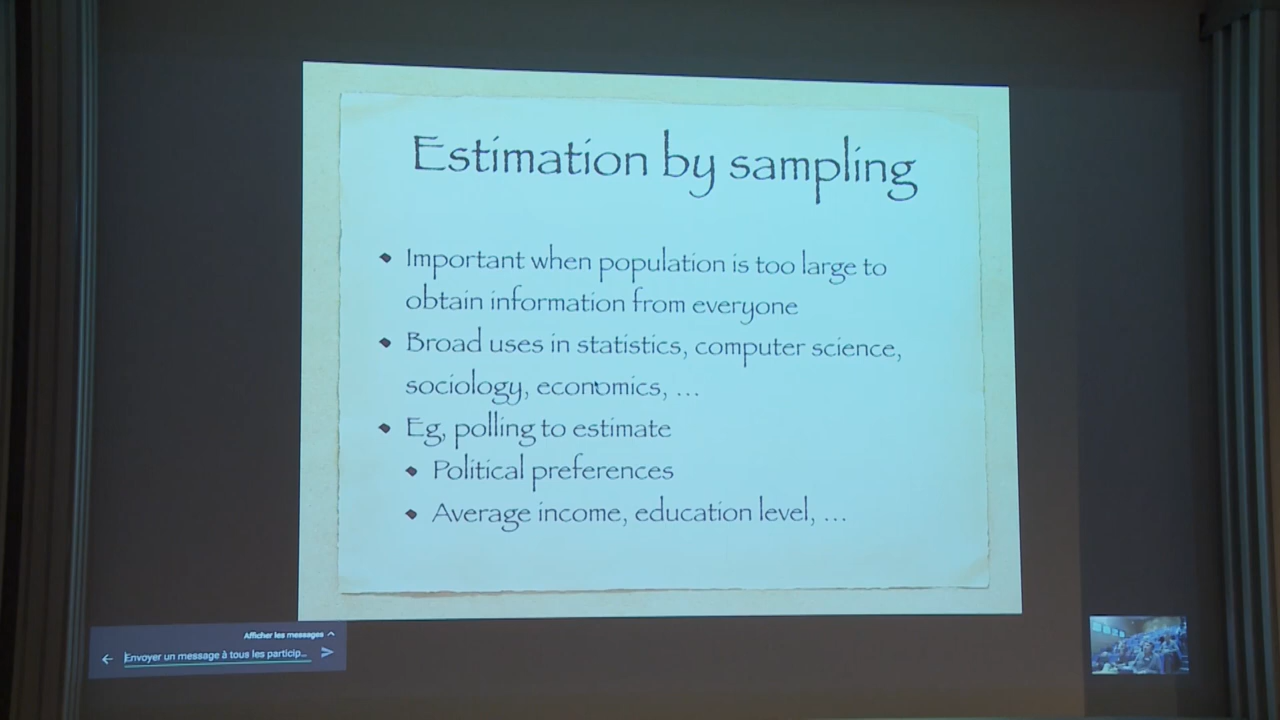 Estimation by sampling
Important when population is too large to
obtain information from everyone
Broad uses in statistics, computer science,
sociology, economics, ...
Eg, polling to estimate
Political preferences
Average income, education level, ...
Afficher les messages
Envoyer un message à tous les particip...